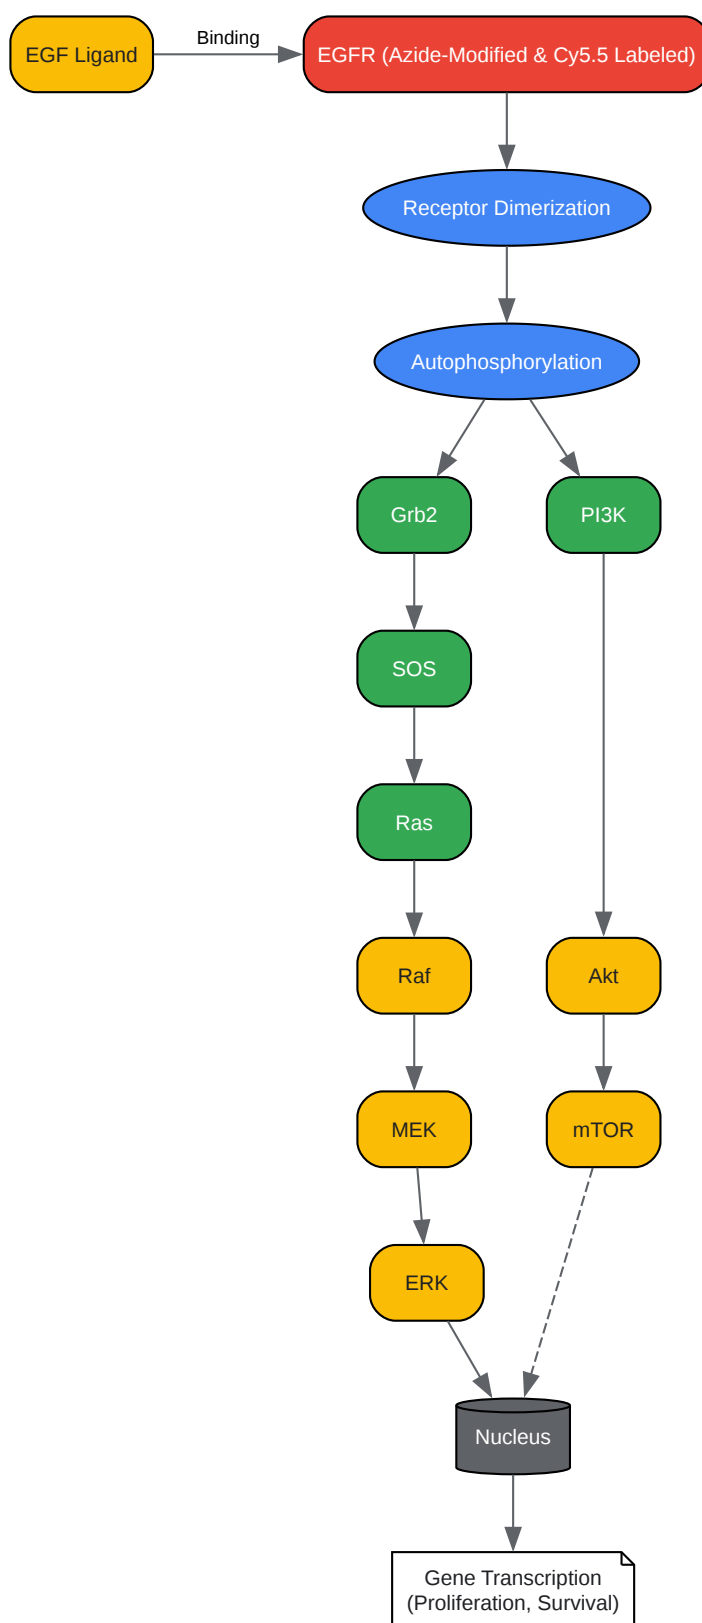 EGF Ligand
Binding
EGFR (Azide-Modified & Cy5.5 Labeled)
Receptor Dimerization
Autophosphorylation
Grb2
PI3K
SOS
Ras
Raf
Akt
MEK
mTOR
ERK
Nucleus
Gene Transcription
(Proliferation, Survival)